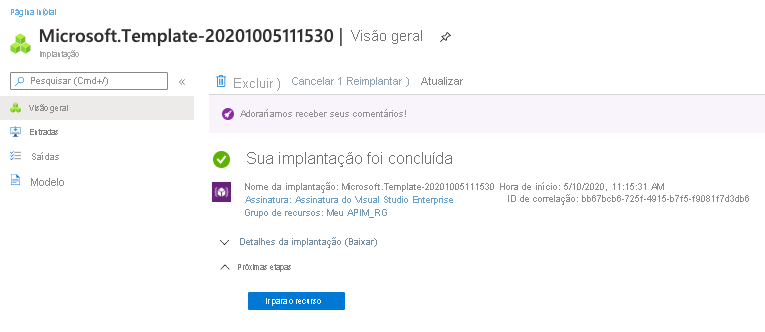 Página inicial
Microsoft.Template-20201005111530 | Visão geral
Implantação
Pesquisar (Cmd+/) «
Excluir ) Cancelar 1 Reimplantar ) Atualizar
Visão geral
Entradas
Saídas
Modelo
Adoraríamos receber seus comentários!
Sua implantação foi concluída
Nome da implantação: Microsoft.Template-20201005111530 Hora de início: 5/10/2020, 11:15:31 AM
Assinatura: Assinatura do Visual Studio Enterprise ID de correlação: bb67bcb6-725f-4915-b7f5-f9081f7d3db6
Grupo de recursos: Meu APIM_RG
Detalhes da implantação (Baixar)
Próximas etapas
Ir para o recurso